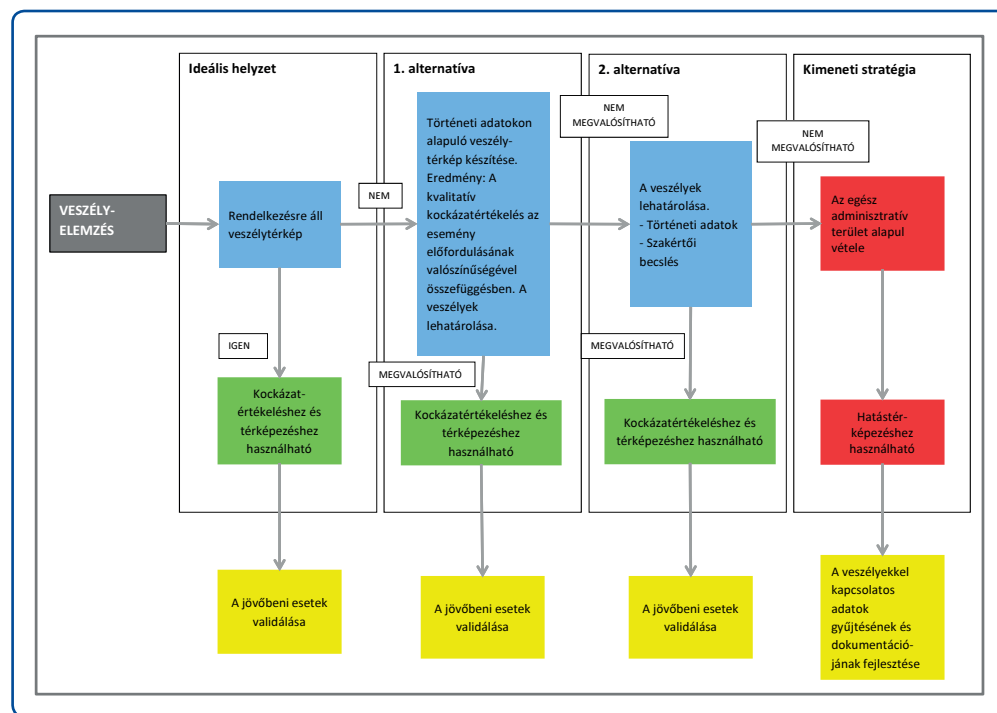 Ideális helyzet
1. alternatíva
2. alternatíva
Kimeneti stratégia
VESZÉLY-
ELEMZÉS
Rendelkezésre áll
veszélytérkép
NEM
IGEN
Kockázat-
értékeléshez és
térképezéshez
használható
A jövőbeni esetek
validálása
Történeti adatokon
alapuló veszély-
térkép készítése.
Eredmény: A
kvalitatív
kockázatértékelés az
esemény
előfordulásának
valószínűségével
összefüggésben. A
veszélyek
lehatárolása.
NEM
MEGVALÓSÍTHATÓ
MEGVALÓSÍTHATÓ
Kockázatértékeléshez és
térképezéshez
használható
A jövőbeni esetek
validálása
A veszélyek
lehatárolása.
- Történeti adatok
- Szakértői
becslés
NEM
MEGVALÓSÍTHATÓ
MEGVALÓSÍTHATÓ
Kockázatértékeléshez és
térképezéshez használható
A jövőbeni esetek
validálása
Az egész
adminisztratív
terület alapul
vétele
Hatástér-
képezéshez
használható
A veszélyekkel
kapcsolatos
adatok
gyűjtésének és
dokumentáció-
jának fejlesztése